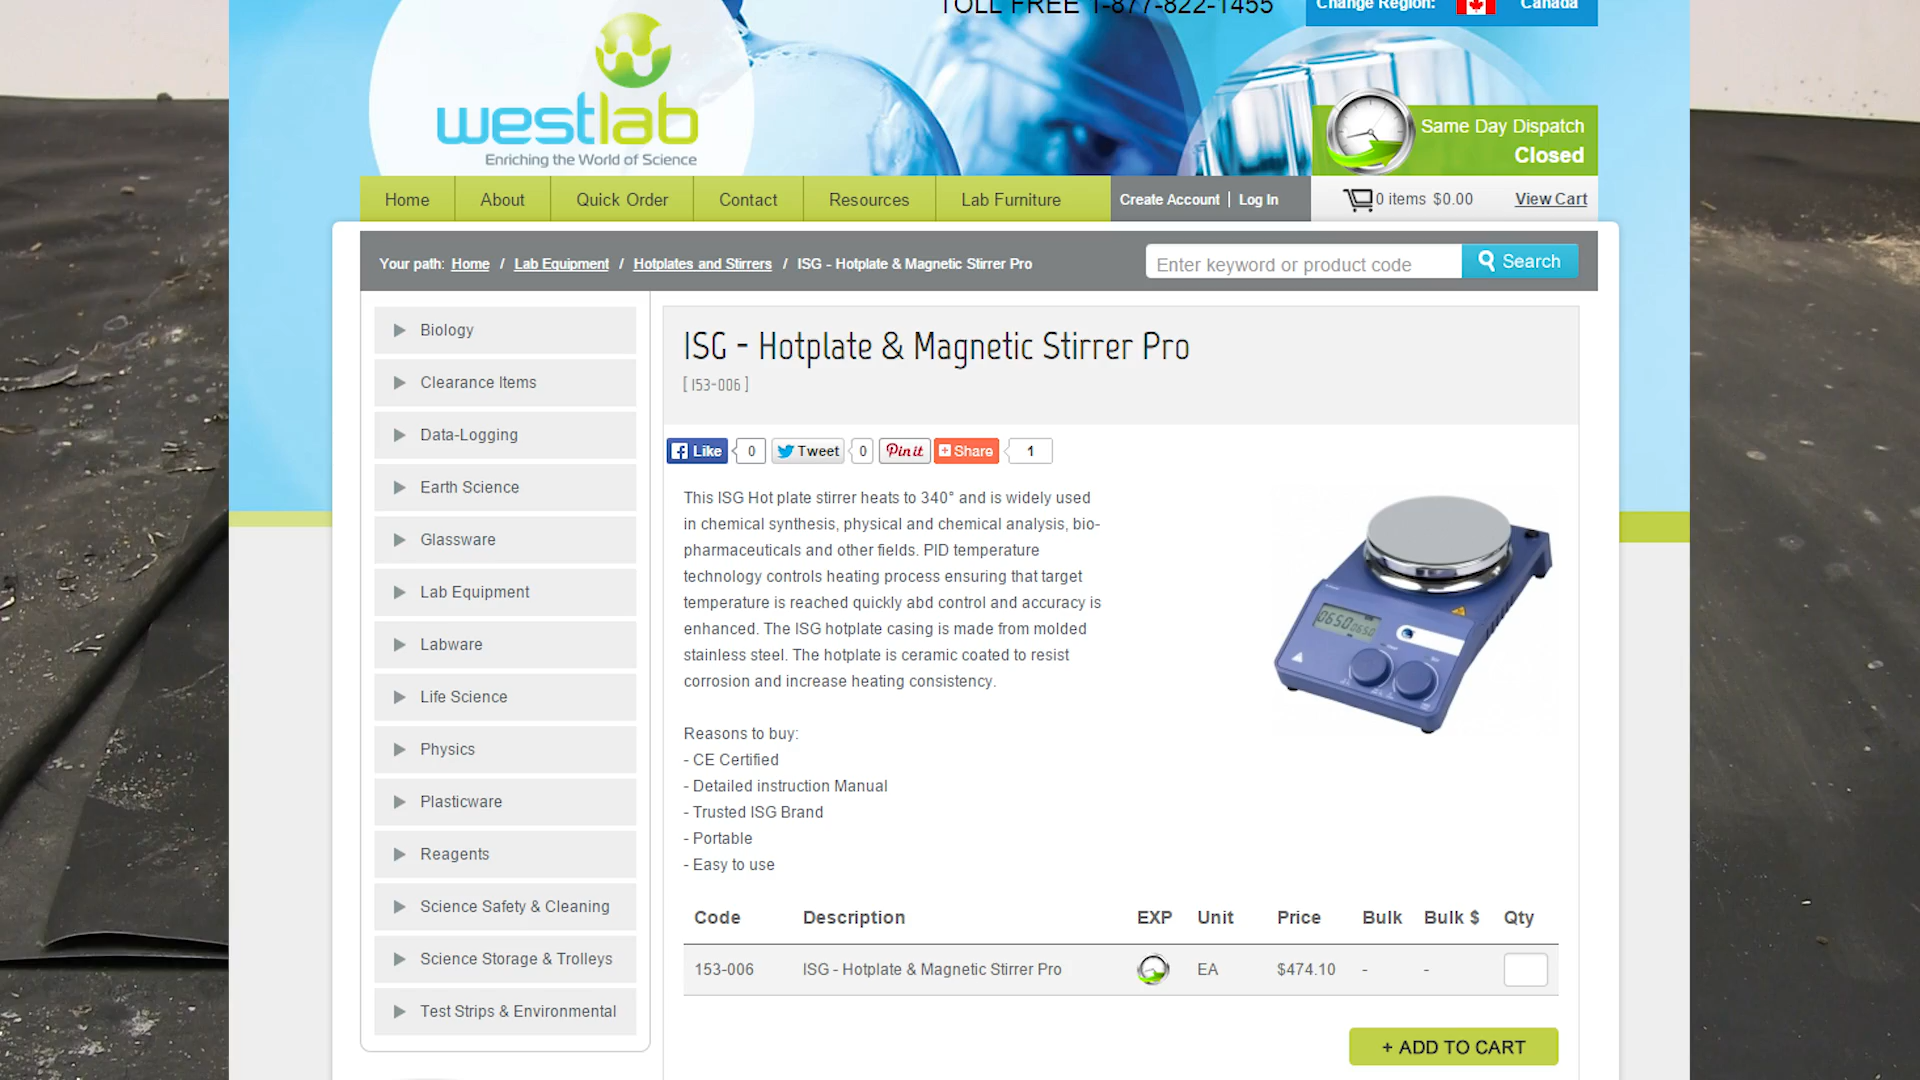 TOLL FREE 1-877-822-1455
Change Region: Canada
westlab
Enriching the World of Science
Same Day Dispatch
Closed
Home About Quick Order Contact Resources Lab Furniture Create Account | Log In 0 items $0.00 View Cart
Your path: Home / Lab Equipment / Hotplates and Stirrers / ISG - Hotplate & Magnetic Stirrer Pro
Enter keyword or product code Search
Biology
Clearance Items
Data-Logging
Earth Science
Glassware
Lab Equipment
Labware
Life Science
Physics
Plasticware
Reagents
Science Safety & Cleaning
Science Storage & Trolleys
Test Strips & Environmental
ISG - Hotplate & Magnetic Stirrer Pro
[ 153-006 ]
Like 0 Tweet 0 Pin it Share 1
This ISG Hot plate stirrer heats to 340° and is widely used
in chemical synthesis, physical and chemical analysis, bio-
pharmaceuticals and other fields. PID temperature
technology controls heating process ensuring that target
temperature is reached quickly abd control and accuracy is
enhanced. The ISG hotplate casing is made from molded
stainless steel. The hotplate is ceramic coated to resist
corrosion and increase heating consistency.
Reasons to buy:
- CE Certified
- Detailed instruction Manual
- Trusted ISG Brand
- Portable
- Easy to use
Code Description EXP Unit Price Bulk Bulk $ Qty
153-006 ISG - Hotplate & Magnetic Stirrer Pro EA $474.10 - -
+ ADD TO CART